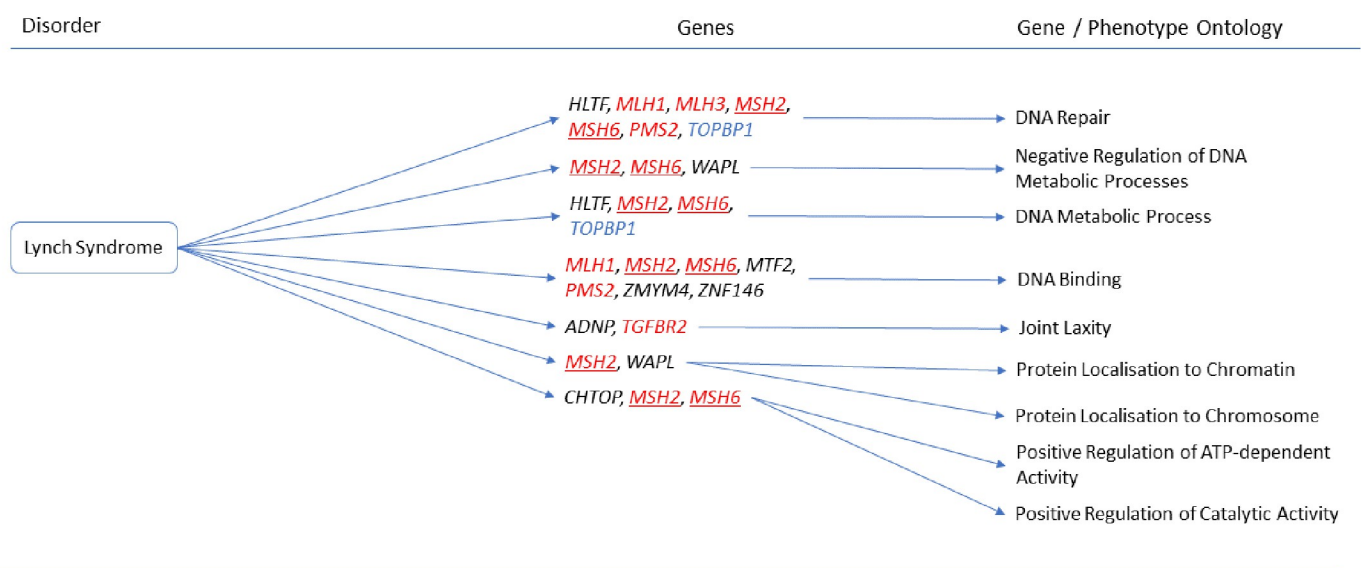 Disorder
Genes
Gene / Phenotype Ontology
Lynch Syndrome
HLTF, MLH1, MLH3, MSH2,
MSH6, PMS2, TOPBP1
DNA Repair
MSH2, MSH6, WAPL
Negative Regulation of DNA
Metabolic Processes
HLTF, MSH2, MSH6,
TOPBP1
DNA Metabolic Process
MLH1, MSH2, MSH6, MTF2,
PMS2, ZMYM4, ZNF146
DNA Binding
ADNP, TGFBR2
Joint Laxity
MSH2, WAPL
Protein Localisation to Chromatin
Protein Localisation to Chromosome
CHTOP, MSH2, MSH6
Positive Regulation of ATP-dependent
Activity
Positive Regulation of Catalytic Activity